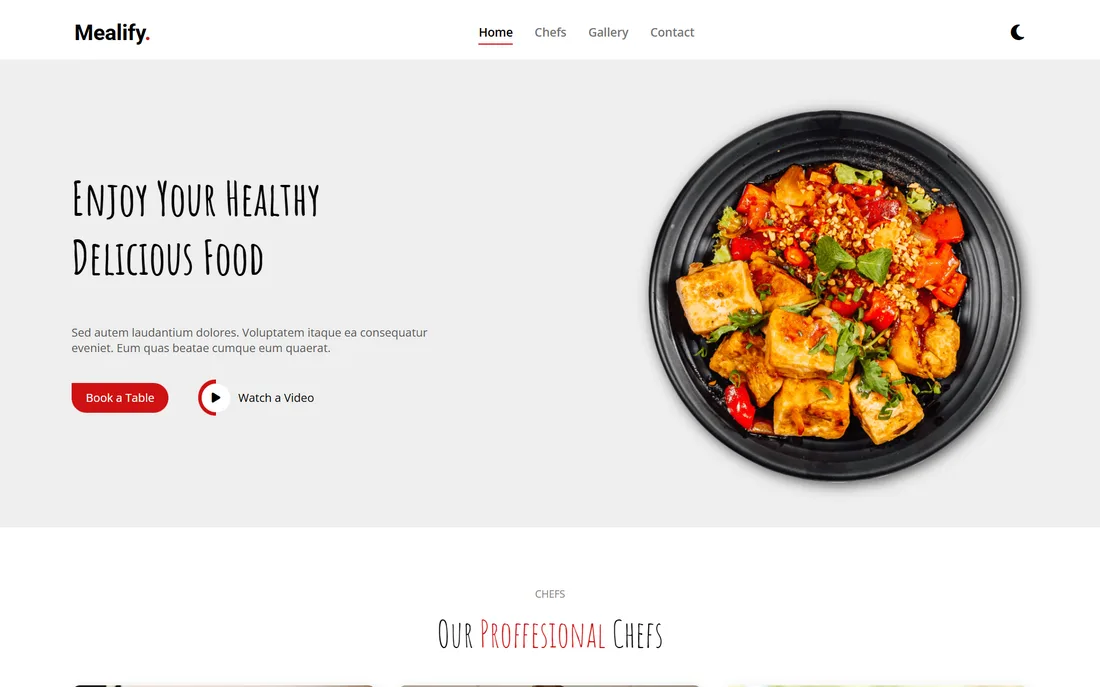 Mealify.
Home Chefs Gallery Contact
Enjoy Your Healthy
Delicious Food
Sed autem laudantium dolores. Voluptatem itaque ea consequatur
eveniet. Eum quas beatae cumque eum quaerat.
Book a Table Watch a Video
CHEFS
Our Proffesional Chefs